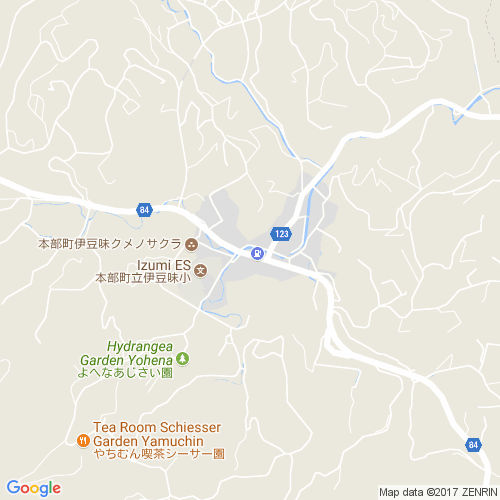 84
123
本部町伊豆味クメノサクラ
Izumi ES
本部町立伊豆味小
Hydrangea
Garden Yohena
よへなあじさい園
Tea Room Schiesser
Garden Yamuchin
やちむん喫茶シーサー園
84
Google
Map data ©2017 ZENRIN